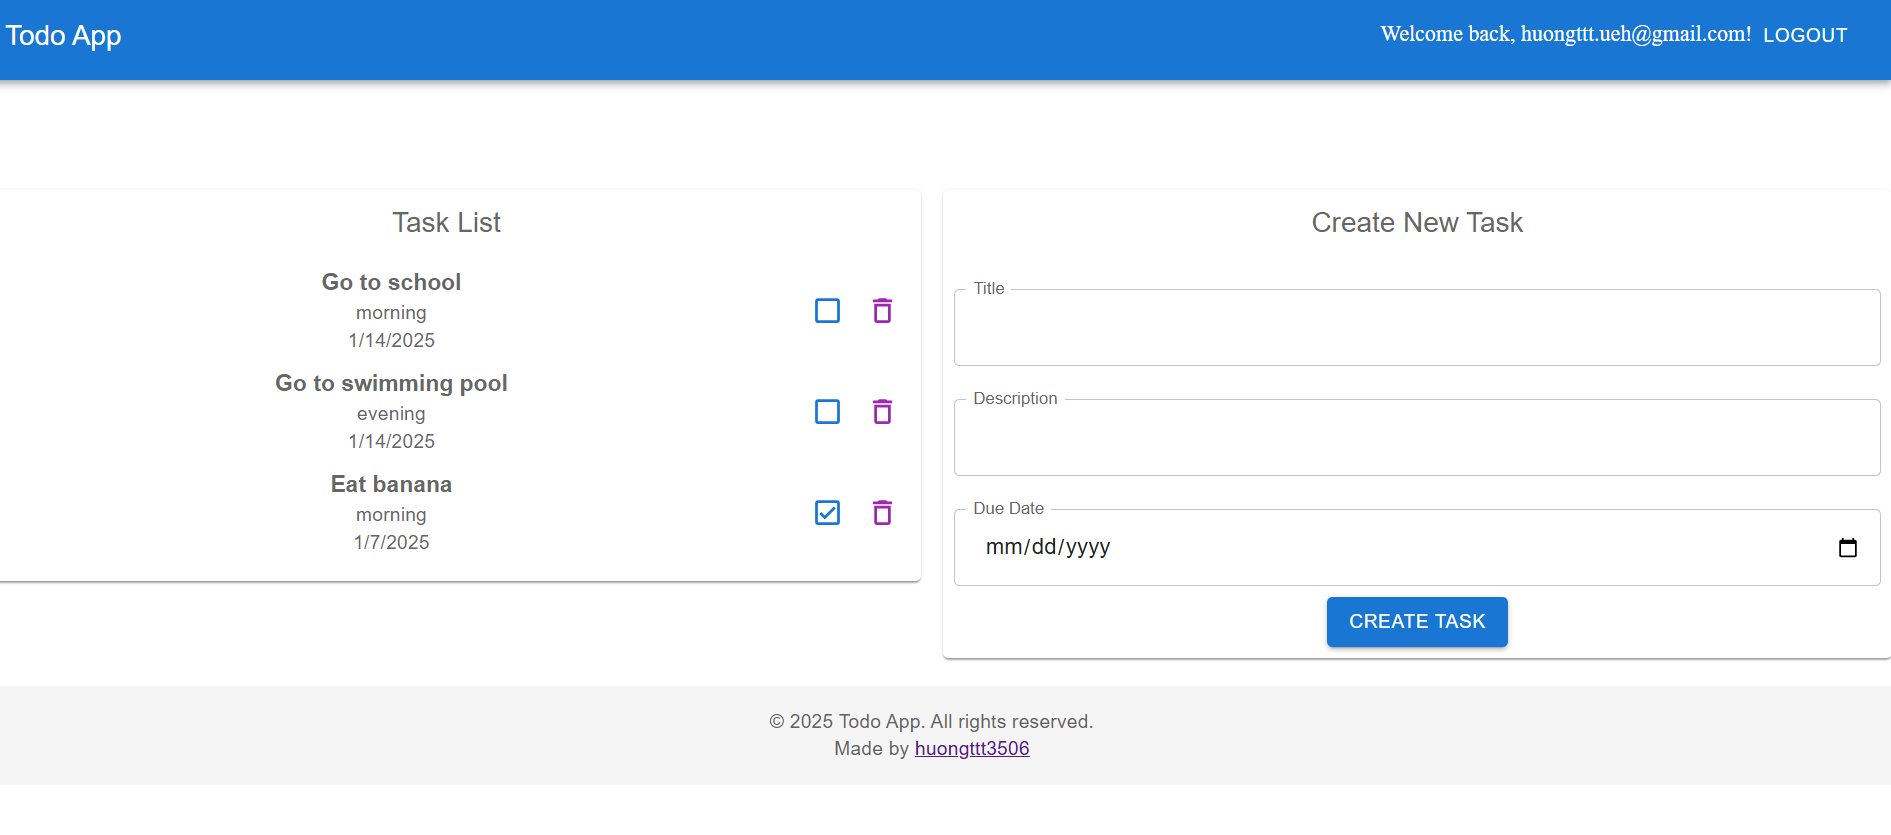 Todo App
Welcome back, huongttt.ueh@gmail.com! LOGOUT
Task List
Go to school
morning
1/14/2025
Go to swimming pool
evening
1/14/2025
Eat banana
morning
1/7/2025
Create New Task
Title
Description
Due Date
mm/dd/yyyy
CREATE TASK
© 2025 Todo App. All rights reserved.
Made by huongttt3506